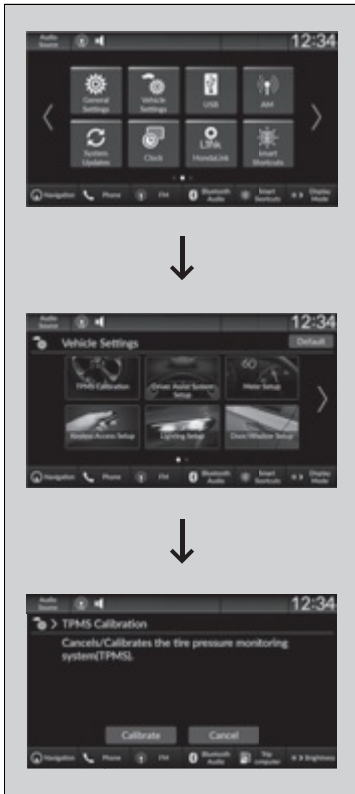 Audio
Source
12:34
General
Settings
Vehicle
Settings
USB
AM
System
Updates
Clock
Link
HondaLink
Smart
Shortcuts
Navigation
Phone
FM
Bluetooth
Audio
Smart
Shortcuts
Display
Mode
Audio
Source
12:34
Vehicle Settings
Default
TPMS Calibration
Driver Assist System
Setup
60
Meter Setup
Keyless Access Setup
Lighting Setup
Door/Window Setup
Navigation
Phone
FM
Bluetooth
Audio
Smart
Shortcuts
Display
Mode
Audio
Source
12:34
> TPMS Calibration
Cancels/Calibrates the tire pressure monitoring
system(TPMS).
Calibrate
Cancel
Navigation
Phone
FM
Bluetooth
Audio
Trip
computer
Brightness